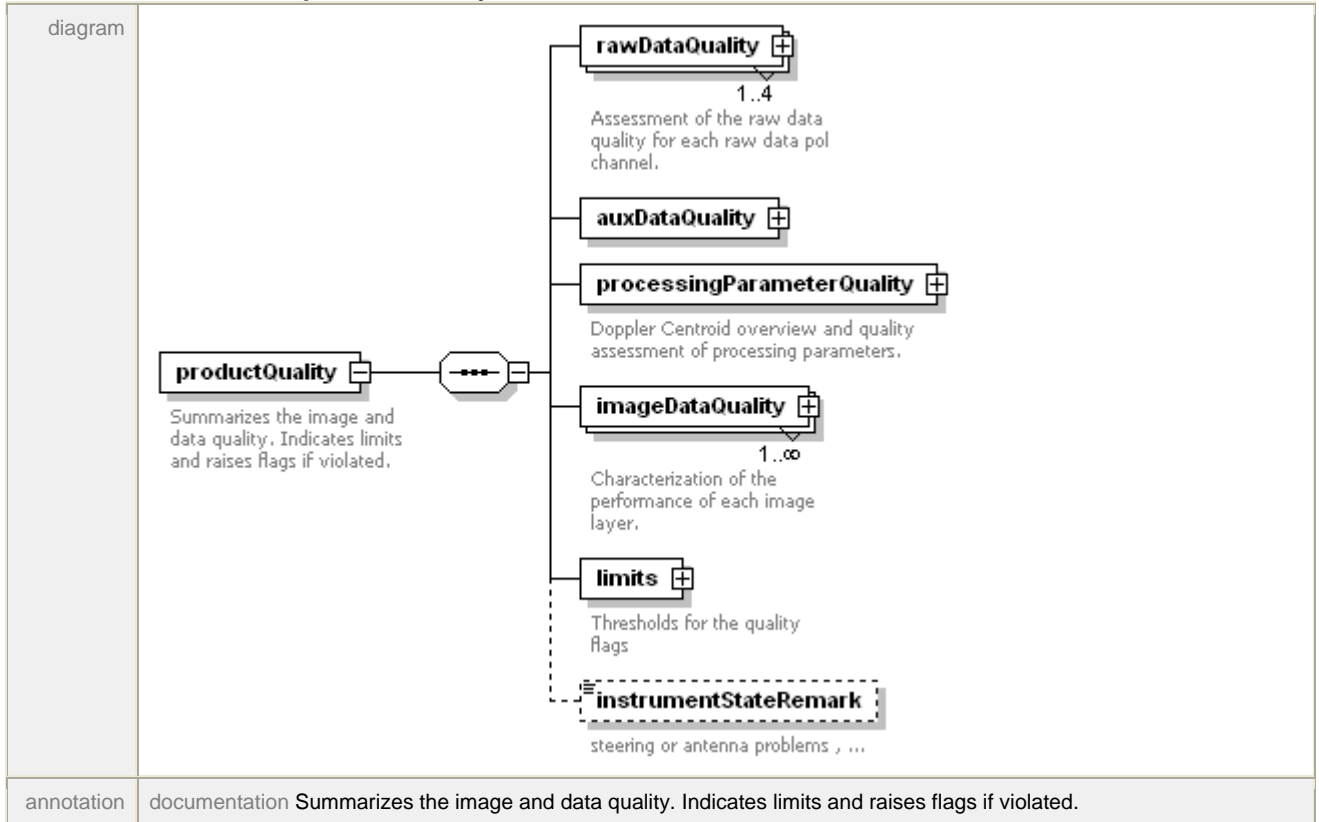 diagram
rawDataQuality
1..4
Assessment of the raw data
quality for each raw data pol
channel.
auxDataQuality
processingParameterQuality
Doppler Centroid overview and quality
assessment of processing parameters.
productQuality
Summarizes the image and
data quality. Indicates limits
and raises flags if violated.
imageDataQuality
1..∞
Characterization of the
performance of each image
layer.
limits
Thresholds for the quality
flags
instrumentStateRemark
steering or antenna problems , ...
annotation
documentation Summarizes the image and data quality. Indicates limits and raises flags if violated.